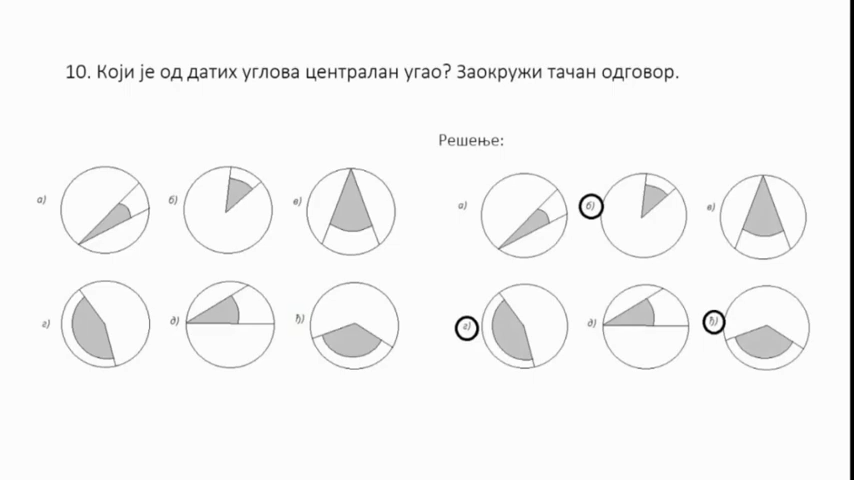 10. Који је од датих углова централан угао? Заокружи тачан одговор.
Решење:
а) б) в)
г) д) ђ)
а) б) в)
г) д) ђ)